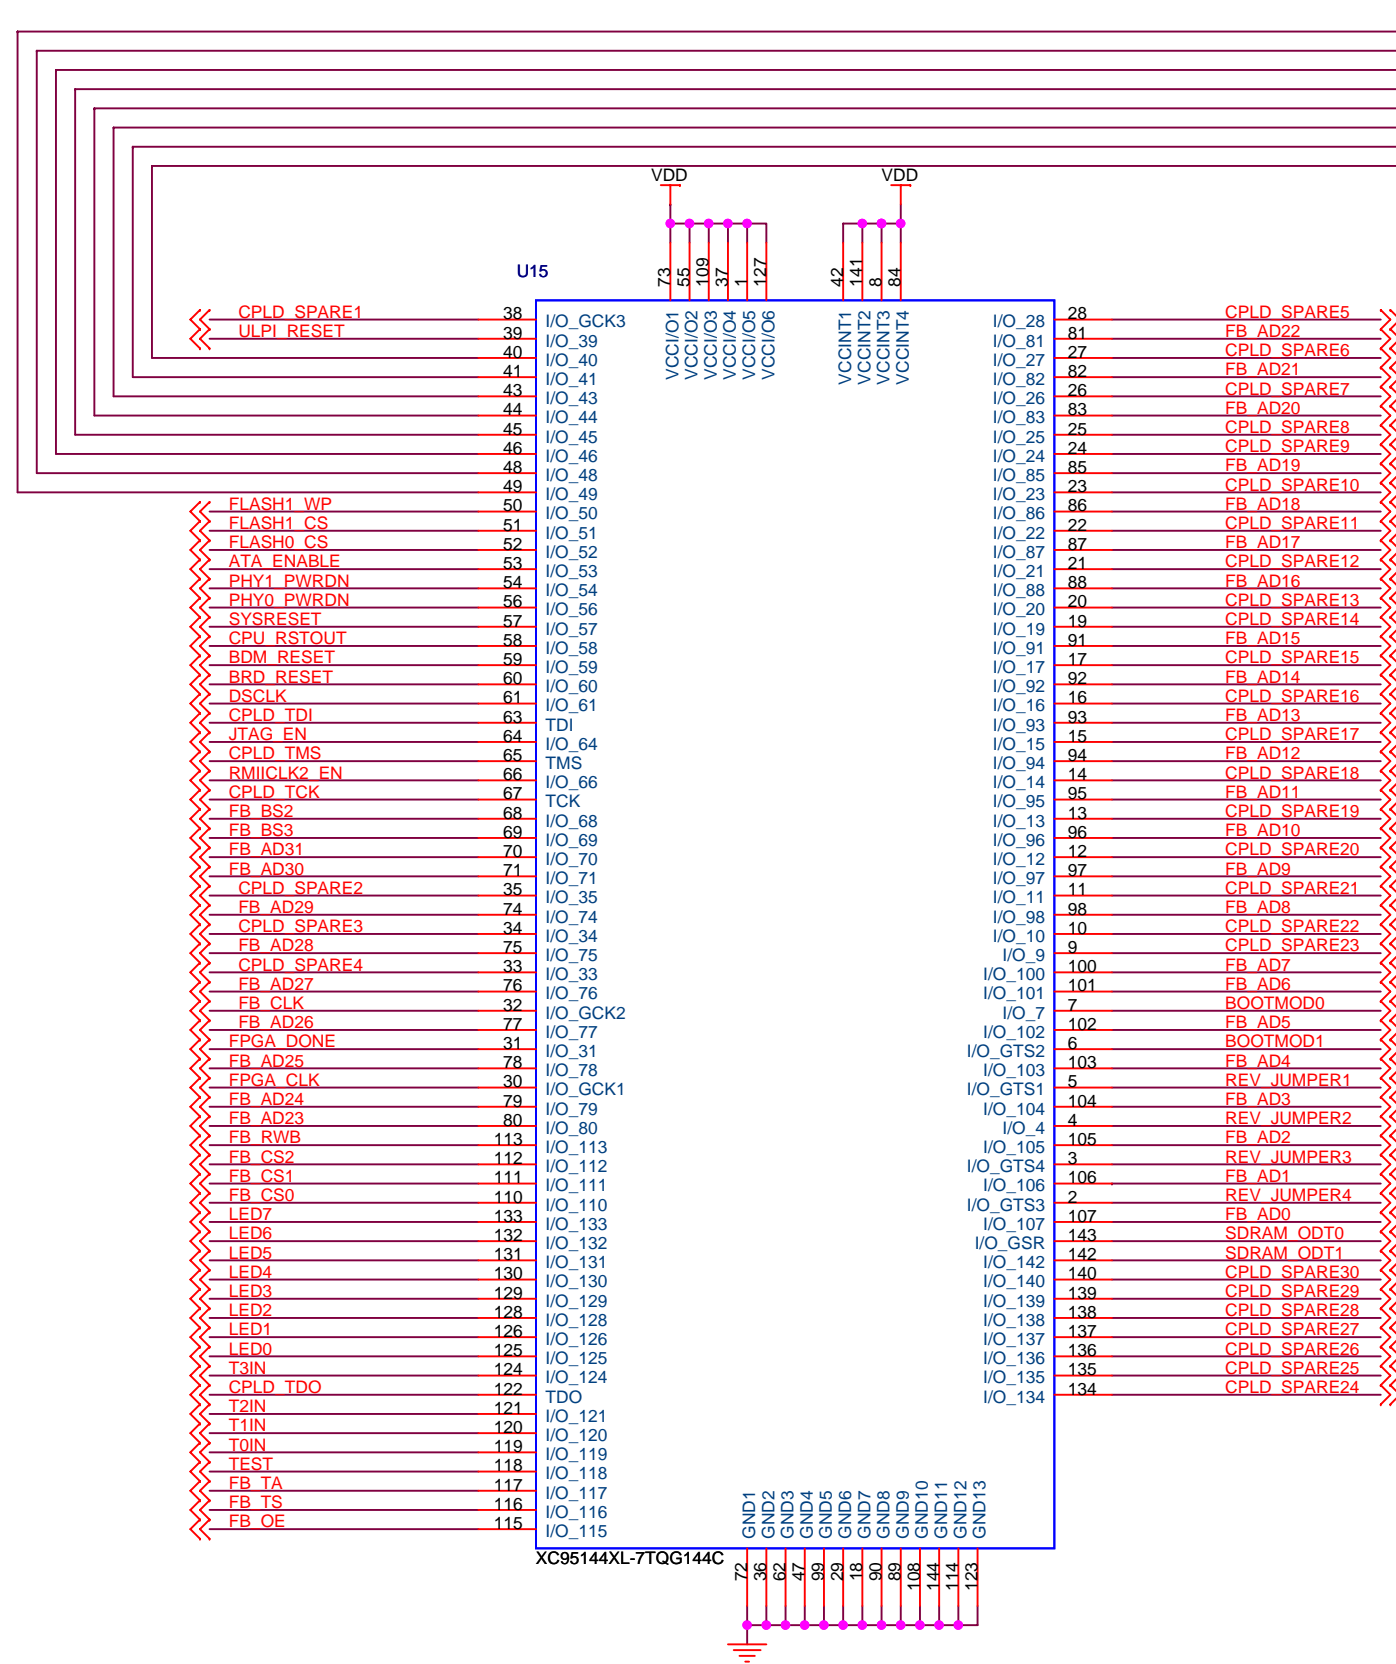 VDD VDD
U15
73 55 109 37 1 127 42 141 8 84
VCCI/O1 VCCI/O2 VCCI/O3 VCCI/O4 VCCI/O5 VCCI/O6 VCCINT1 VCCINT2 VCCINT3 VCCINT4
CPLD_SPARE1 38 I/O_GCK3 I/O_28 28 CPLD_SPARE5
ULPI_RESET 39 I/O_39 I/O_81 81 FB_AD22
40 I/O_40 I/O_27 27 CPLD_SPARE6
41 I/O_41 I/O_82 82 FB_AD21
43 I/O_43 I/O_26 26 CPLD_SPARE7
44 I/O_44 I/O_83 83 FB_AD20
45 I/O_45 I/O_25 25 CPLD_SPARE8
46 I/O_46 I/O_24 24 CPLD_SPARE9
48 I/O_48 I/O_85 85 FB_AD19
49 I/O_49 I/O_23 23 CPLD_SPARE10
FLASH1_WP 50 I/O_50 I/O_86 86 FB_AD18
FLASH1_CS 51 I/O_51 I/O_22 22 CPLD_SPARE11
FLASH0_CS 52 I/O_52 I/O_87 87 FB_AD17
ATA_ENABLE 53 I/O_53 I/O_21 21 CPLD_SPARE12
PHY1_PWRDN 54 I/O_54 I/O_88 88 FB_AD16
PHY0_PWRDN 56 I/O_56 I/O_20 20 CPLD_SPARE13
SYSRESET 57 I/O_57 I/O_19 19 CPLD_SPARE14
CPU_RSTOUT 58 I/O_58 I/O_91 91 FB_AD15
BDM_RESET 59 I/O_59 I/O_17 17 CPLD_SPARE15
BRD_RESET 60 I/O_60 I/O_92 92 FB_AD14
DSCLK 61 I/O_61 I/O_16 16 CPLD_SPARE16
CPLD_TDI 63 TDI I/O_93 93 FB_AD13
JTAG_EN 64 I/O_64 I/O_15 15 CPLD_SPARE17
CPLD_TMS 65 TMS I/O_94 94 FB_AD12
RMIICLK2_EN 66 I/O_66 I/O_14 14 CPLD_SPARE18
CPLD_TCK 67 TCK I/O_95 95 FB_AD11
FB_BS2 68 I/O_68 I/O_13 13 CPLD_SPARE19
FB_BS3 69 I/O_69 I/O_96 96 FB_AD10
FB_AD31 70 I/O_70 I/O_12 12 CPLD_SPARE20
FB_AD30 71 I/O_71 I/O_97 97 FB_AD9
CPLD_SPARE2 35 I/O_35 I/O_11 11 CPLD_SPARE21
FB_AD29 74 I/O_74 I/O_98 98 FB_AD8
CPLD_SPARE3 34 I/O_34 I/O_10 10 CPLD_SPARE22
FB_AD28 75 I/O_75 I/O_9 9 CPLD_SPARE23
CPLD_SPARE4 33 I/O_33 I/O_100 100 FB_AD7
FB_AD27 76 I/O_76 I/O_101 101 FB_AD6
FB_CLK 32 I/O_GCK2 I/O_7 7 BOOTMOD0
FB_AD26 77 I/O_77 I/O_102 102 FB_AD5
FPGA_DONE 31 I/O_31 I/O_GTS2 6 BOOTMOD1
FB_AD25 78 I/O_78 I/O_103 103 FB_AD4
FPGA_CLK 30 I/O_GCK1 I/O_GTS1 5 REV_JUMPER1
FB_AD24 79 I/O_79 I/O_104 104 FB_AD3
FB_AD23 80 I/O_80 I/O_4 4 REV_JUMPER2
FB_RWB 113 I/O_113 I/O_105 105 FB_AD2
FB_CS2 112 I/O_112 I/O_GTS4 3 REV_JUMPER3
FB_CS1 111 I/O_111 I/O_106 106 FB_AD1
FB_CS0 110 I/O_110 I/O_GTS3 2 REV_JUMPER4
LED7 133 I/O_133 I/O_107 107 FB_AD0
LED6 132 I/O_132 I/O_GSR 143 SDRAM_ODT0
LED5 131 I/O_131 I/O_142 142 SDRAM_ODT1
LED4 130 I/O_130 I/O_140 140 CPLD_SPARE30
LED3 129 I/O_129 I/O_139 139 CPLD_SPARE29
LED2 128 I/O_128 I/O_138 138 CPLD_SPARE28
LED1 126 I/O_126 I/O_137 137 CPLD_SPARE27
LED0 125 I/O_125 I/O_136 136 CPLD_SPARE26
T3IN 124 I/O_124 I/O_135 135 CPLD_SPARE25
CPLD_TDO 122 TDO I/O_134 134 CPLD_SPARE24
T2IN 121 I/O_121
T1IN 120 I/O_120
T0IN 119 I/O_119
TEST 118 I/O_118
FB_TA 117 I/O_117
FB_TS 116 I/O_116
FB_OE 115 I/O_115
GND1 GND2 GND3 GND4 GND5 GND6 GND7 GND8 GND9 GND10 GND11 GND12 GND13
XC95144XL-7TQG144C
72 36 62 47 99 29 18 90 89 108 144 114 123